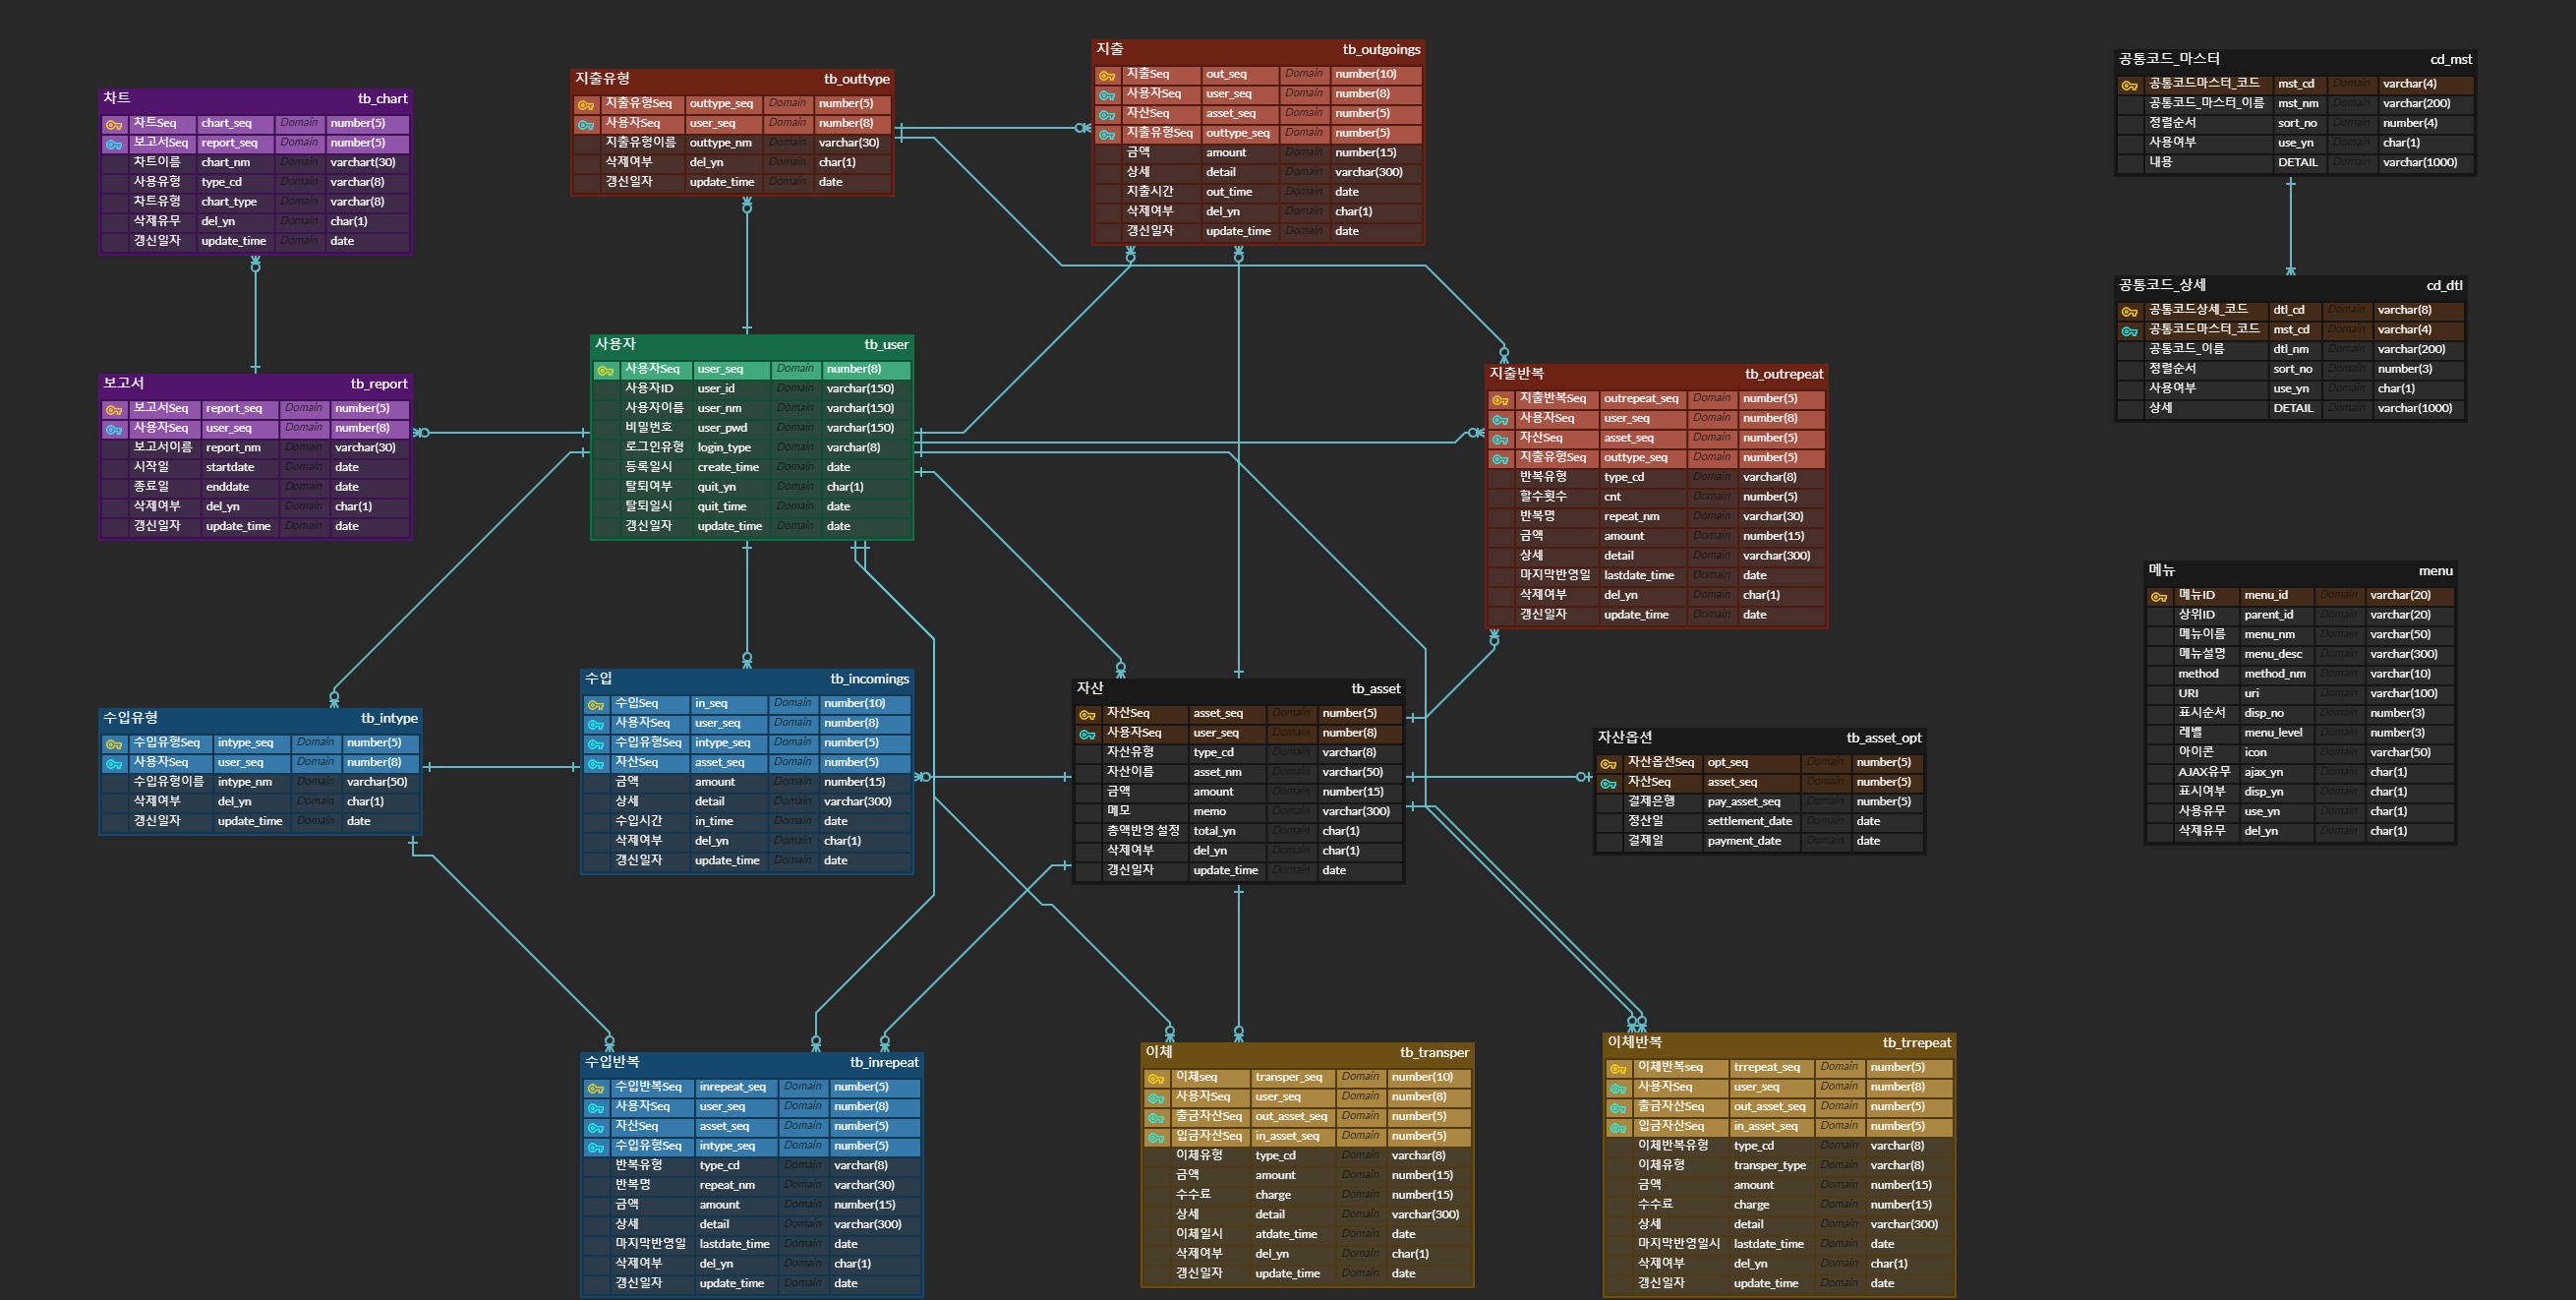 차트 tb_chart
차트Seq chart_seq Domain number(5)
보고서Seq report_seq Domain number(5)
차트이름 chart_nm Domain varchart(30)
사용유형 type_cd Domain varchar(8)
차트유형 chart_type Domain varchar(8)
삭제유무 del_yn Domain char(1)
갱신일자 update_time Domain date
지출유형 tb_outtype
지출유형Seq outtype_seq Domain number(5)
사용자Seq user_seq Domain number(8)
지출유형이름 outtype_nm Domain varchar(30)
삭제여부 del_yn Domain char(1)
갱신일자 update_time Domain date
지출 tb_outgoings
지출Seq out_seq Domain number(10)
사용자Seq user_seq Domain number(8)
자산Seq asset_seq Domain number(5)
지출유형Seq outtype_seq Domain number(5)
금액 amount Domain number(15)
상세 detail Domain varchar(300)
지출시간 out_time Domain date
삭제여부 del_yn Domain char(1)
갱신일자 update_time Domain date
공통코드_마스터 cd_mst
공통코드마스터_코드 mst_cd Domain varchar(4)
공통코드_마스터_이름 mst_nm Domain varchar(200)
정렬순서 sort_no Domain number(4)
사용여부 use_yn Domain char(1)
내용 DETAIL Domain varchar(1000)
공통코드_상세 cd_dtl
공통코드상세_코드 dtl_cd Domain varchar(8)
공통코드마스터_코드 mst_cd Domain varchar(4)
공통코드_이름 dtl_nm Domain varchar(200)
정렬순서 sort_no Domain number(3)
사용여부 use_yn Domain char(1)
상세 DETAIL Domain varchar(1000)
보고서 tb_report
보고서Seq report_seq Domain number(5)
사용자Seq user_seq Domain number(8)
보고서이름 report_nm Domain varchar(30)
시작일 startdate Domain date
종료일 enddate Domain date
삭제여부 del_yn Domain char(1)
갱신일자 update_time Domain date
사용자 tb_user
사용자Seq user_seq Domain number(8)
사용자ID user_id Domain varchar(150)
사용자이름 user_nm Domain varchar(150)
비밀번호 user_pwd Domain varchar(150)
로그인유형 login_type Domain varchar(8)
등록일시 create_time Domain date
탈퇴여부 quit_yn Domain char(1)
탈퇴일시 quit_time Domain date
갱신일자 update_time Domain date
지출반복 tb_outrepeat
지출반복Seq outrepeat_seq Domain number(5)
사용자Seq user_seq Domain number(8)
자산Seq asset_seq Domain number(5)
지출유형Seq outtype_seq Domain number(5)
반복유형 type_cd Domain varchar(8)
할수횟수 cnt Domain number(5)
반복명 repeat_nm Domain varchar(30)
금액 amount Domain number(15)
상세 detail Domain varchar(300)
마지막반영일 lastdate_time Domain date
삭제여부 del_yn Domain char(1)
갱신일자 update_time Domain date
메뉴 menu
메뉴ID menu_id Domain varchar(20)
상위ID parent_id Domain varchar(20)
메뉴이름 menu_nm Domain varchar(50)
메뉴설명 menu_desc Domain varchar(300)
method method_nm Domain varchar(10)
URI uri Domain varchar(100)
표시순서 disp_no Domain number(3)
레벨 menu_level Domain number(3)
아이콘 icon Domain varchar(50)
AJAX유무 ajax_yn Domain char(1)
표시여부 disp_yn Domain char(1)
사용유무 use_yn Domain char(1)
삭제유무 del_yn Domain char(1)
수입유형 tb_intype
수입유형Seq intype_seq Domain number(5)
사용자Seq user_seq Domain number(8)
수입유형이름 intype_nm Domain varchar(50)
삭제여부 del_yn Domain char(1)
갱신일자 update_time Domain date
수입 tb_incomings
수입Seq in_seq Domain number(10)
사용자Seq user_seq Domain number(8)
수입유형Seq intype_seq Domain number(5)
자산Seq asset_seq Domain number(5)
금액 amount Domain number(15)
상세 detail Domain varchar(300)
수입시간 in_time Domain date
삭제여부 del_yn Domain char(1)
갱신일자 update_time Domain date
자산 tb_asset
자산Seq asset_seq Domain number(5)
사용자Seq user_seq Domain number(8)
자산유형 type_cd Domain varchar(8)
자산이름 asset_nm Domain varchar(50)
금액 amount Domain number(15)
메모 memo Domain varchar(300)
총액반영 설정 total_yn Domain char(1)
삭제여부 del_yn Domain char(1)
갱신일자 update_time Domain date
자산옵션 tb_asset_opt
자산옵션Seq opt_seq Domain number(5)
자산Seq asset_seq Domain number(5)
결제은행 pay_asset_seq Domain number(5)
정산일 settlement_date Domain date
결제일 payment_date Domain date
수입반복 tb_inrepeat
수입반복Seq inrepeat_seq Domain number(5)
사용자Seq user_seq Domain number(8)
자산Seq asset_seq Domain number(5)
수입유형Seq intype_seq Domain number(5)
반복유형 type_cd Domain varchar(8)
반복명 repeat_nm Domain varchar(30)
금액 amount Domain number(15)
상세 detail Domain varchar(300)
마지막반영일 lastdate_time Domain date
삭제여부 del_yn Domain char(1)
갱신일자 update_time Domain date
이체 tb_transper
이체seq transper_seq Domain number(10)
사용자Seq user_seq Domain number(8)
출금자산Seq out_asset_seq Domain number(5)
입금자산Seq in_asset_seq Domain number(5)
이체유형 type_cd Domain varchar(8)
금액 amount Domain number(15)
수수료 charge Domain number(15)
상세 detail Domain varchar(300)
이체일시 atdate_time Domain date
삭제여부 del_yn Domain char(1)
갱신일자 update_time Domain date
이체반복 tb_trrepeat
이체반복seq trrepeat_seq Domain number(5)
사용자Seq user_seq Domain number(8)
출금자산Seq out_asset_seq Domain number(5)
입금자산Seq in_asset_seq Domain number(5)
이체반복유형 type_cd Domain varchar(8)
이체유형 transper_type Domain varchar(8)
금액 amount Domain number(15)
수수료 charge Domain number(15)
상세 detail Domain varchar(300)
마지막반영일시 lastdate_time Domain date
삭제여부 del_yn Domain char(1)
갱신일자 update_time Domain date